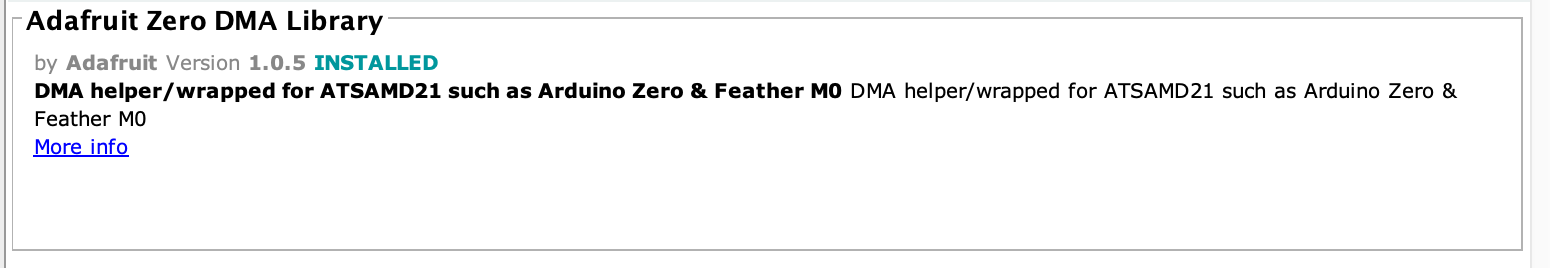 Adafruit Zero DMA Library
by Adafruit Version 1.0.5 INSTALLED
DMA helper/wrapped for ATSAMD21 such as Arduino Zero & Feather M0 DMA helper/wrapped for ATSAMD21 such as Arduino Zero &
Feather M0
More info